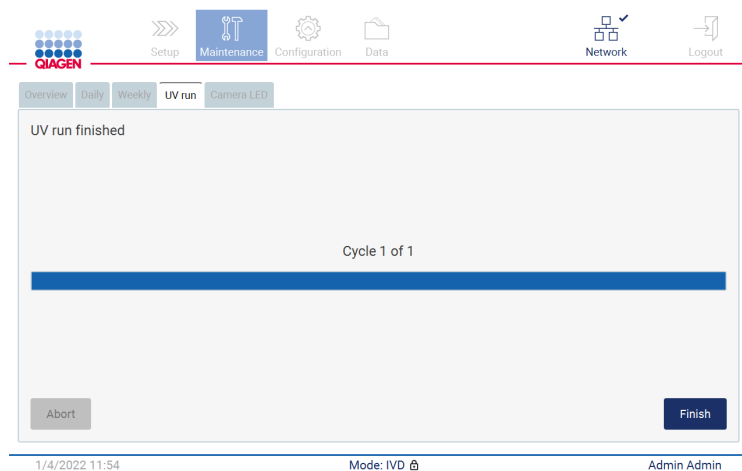 QIAGEN
Setup Maintenance Configuration Data Network Logout
Overview Daily Weekly UV run Camera LED
UV run finished
Cycle 1 of 1
Abort Finish
1/4/2022 11:54 Mode: IVD Admin Admin